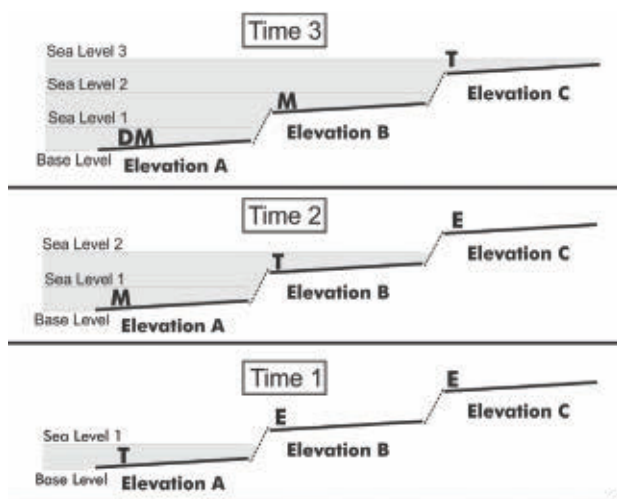 Time 3
Sea Level 3
T
Sea Level 2
M
Elevation C
Sea Level 1
DM
Elevation B
Base Level
Elevation A
Time 2
E
Sea Level 2
T
Elevation C
Sea Level 1
M
Elevation B
Base Level
Elevation A
Time 1
E
E
Elevation C
Sea Level 1
T
Elevation B
Base Level
Elevation A